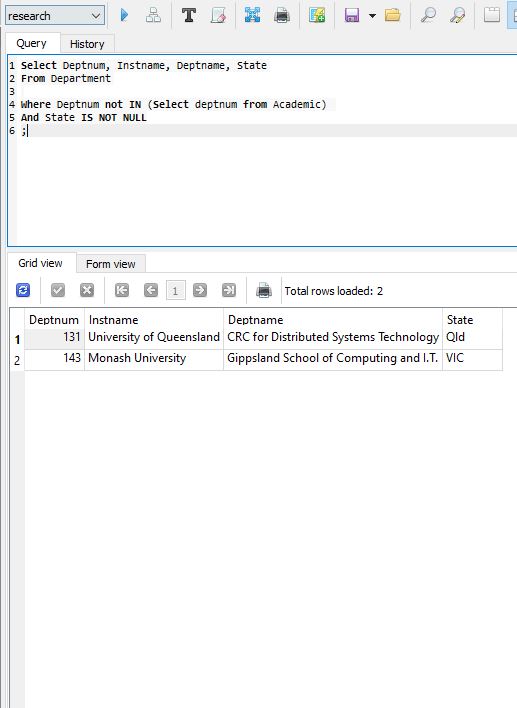 research
Query History
1 Select Deptnum, Instname, Deptname, State
2 From Department
3
4 Where Deptnum not IN (Select deptnum from Academic)
5 And State IS NOT NULL
6 ;
Grid view Form view
1 Total rows loaded: 2
Deptnum Instname Deptname State
1 131 University of Queensland CRC for Distributed Systems Technology Qld
2 143 Monash University Gippsland School of Computing and I.T. VIC